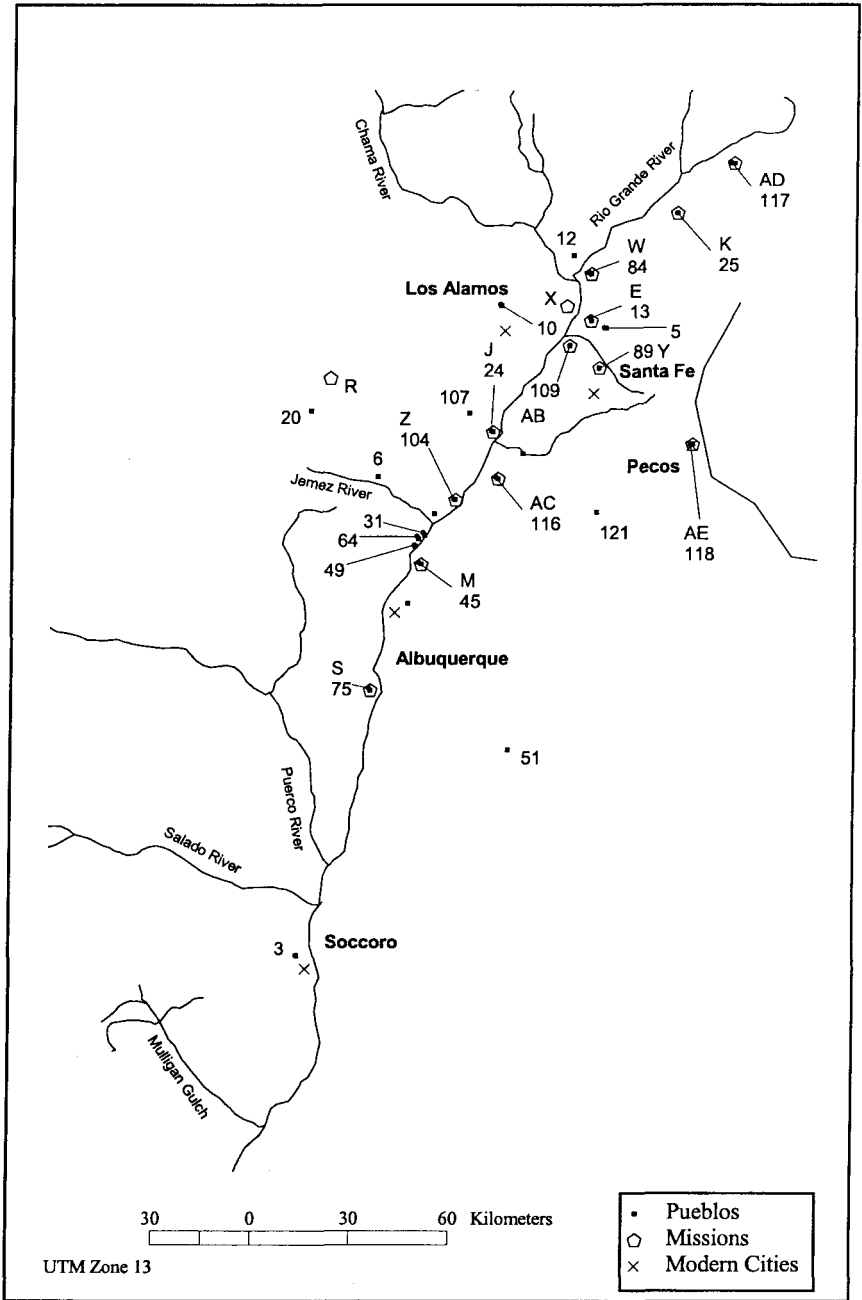 Chama River
Rio Grande River
AD
117
K
25
12
W
84
Los Alamos
X
E
13
10
5
J
24
89 Y
Santa Fe
109
R
107
AB
20
Z
104
6
Pecos
Jemez River
AC
116
31
121
AE
118
64
49
M
45
Albuquerque
S
75
51
Puerco River
Salado River
3
Soccoro
Mulligan Gulch
30 0 30 60 Kilometers
UTM Zone 13
Pueblos
Missions
Modern Cities